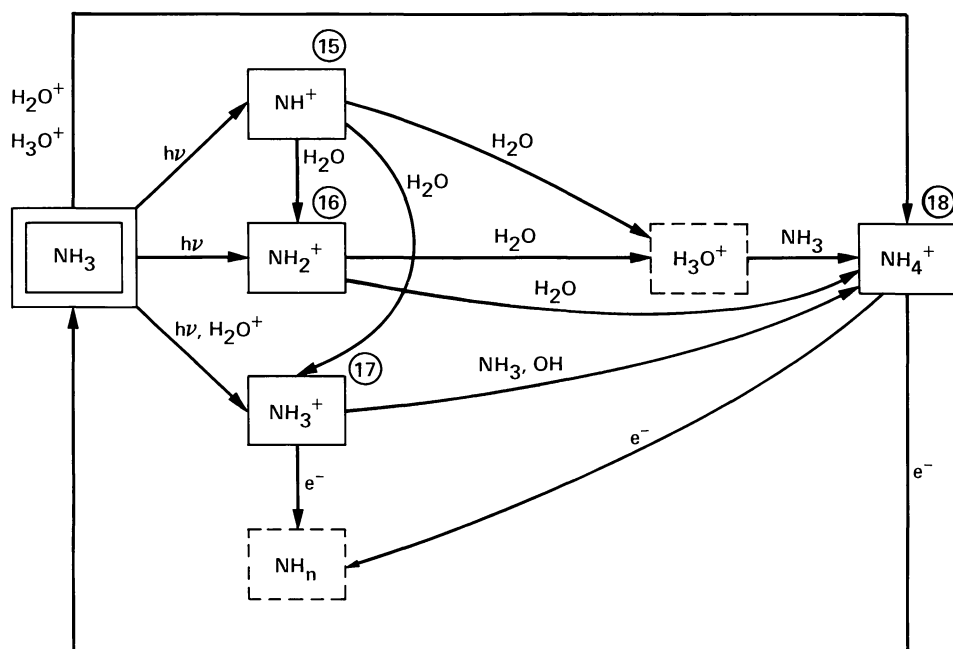 H₂O⁺
H₃O⁺
15
NH⁺
hν
H₂O
H₂O
H₂O
16
18
NH₃
hν
NH₂⁺
H₂O
H₃O⁺
NH₃
NH₄⁺
H₂O
hν, H₂O⁺
17
NH₃⁺
NH₃, OH
e⁻
e⁻
e⁻
NHₙ